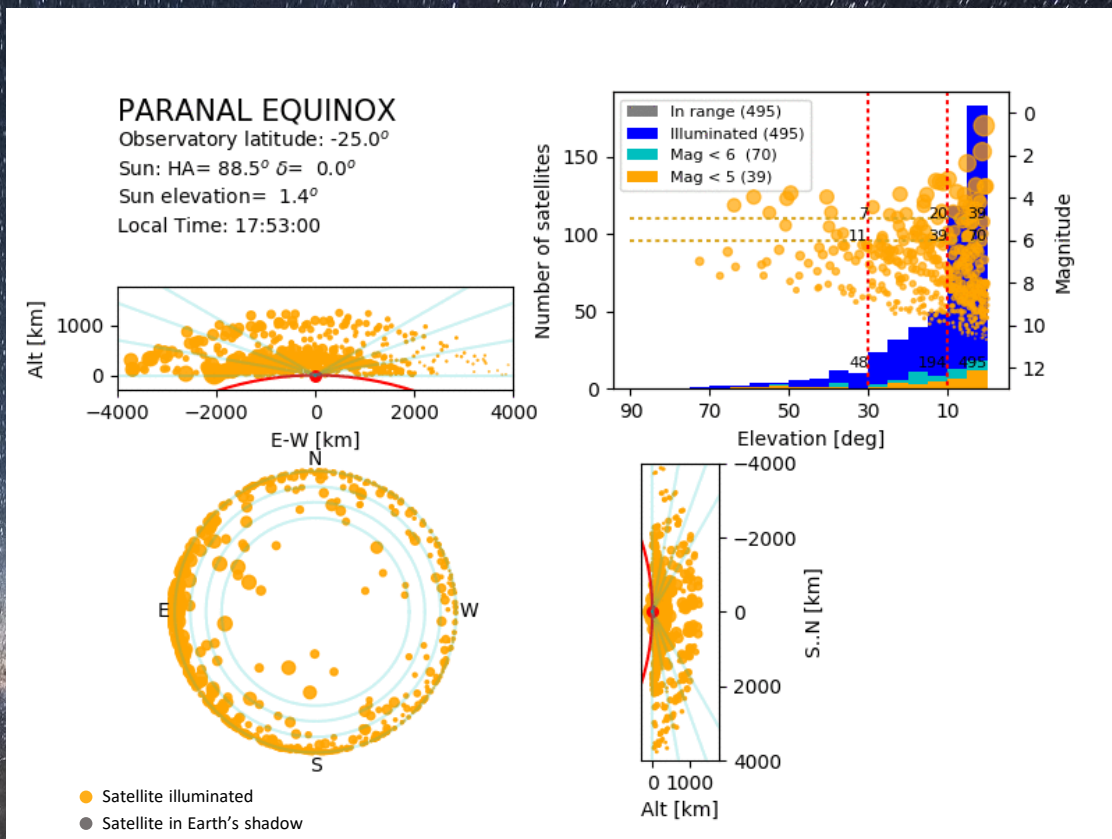 PARANAL EQUINOX
Observatory latitude: -25.0°
Sun: HA= 88.5° δ= 0.0°
Sun elevation= 1.4°
Local Time: 17:53:00
In range (495)
Illuminated (495)
Mag < 6 (70)
Mag < 5 (39)
Number of satellites
150
100
50
0
7 20 39
11 39 70
48 194 495
90 70 50 30 10
Elevation [deg]
0
2
4
6
8
10
12
Magnitude
Alt [km]
1000
0
−4000 −2000 0 2000 4000
E-W [km]
N
E
W
S
−4000
−2000
0
2000
4000
S..N [km]
0 1000
Alt [km]
Satellite illuminated
Satellite in Earth's shadow